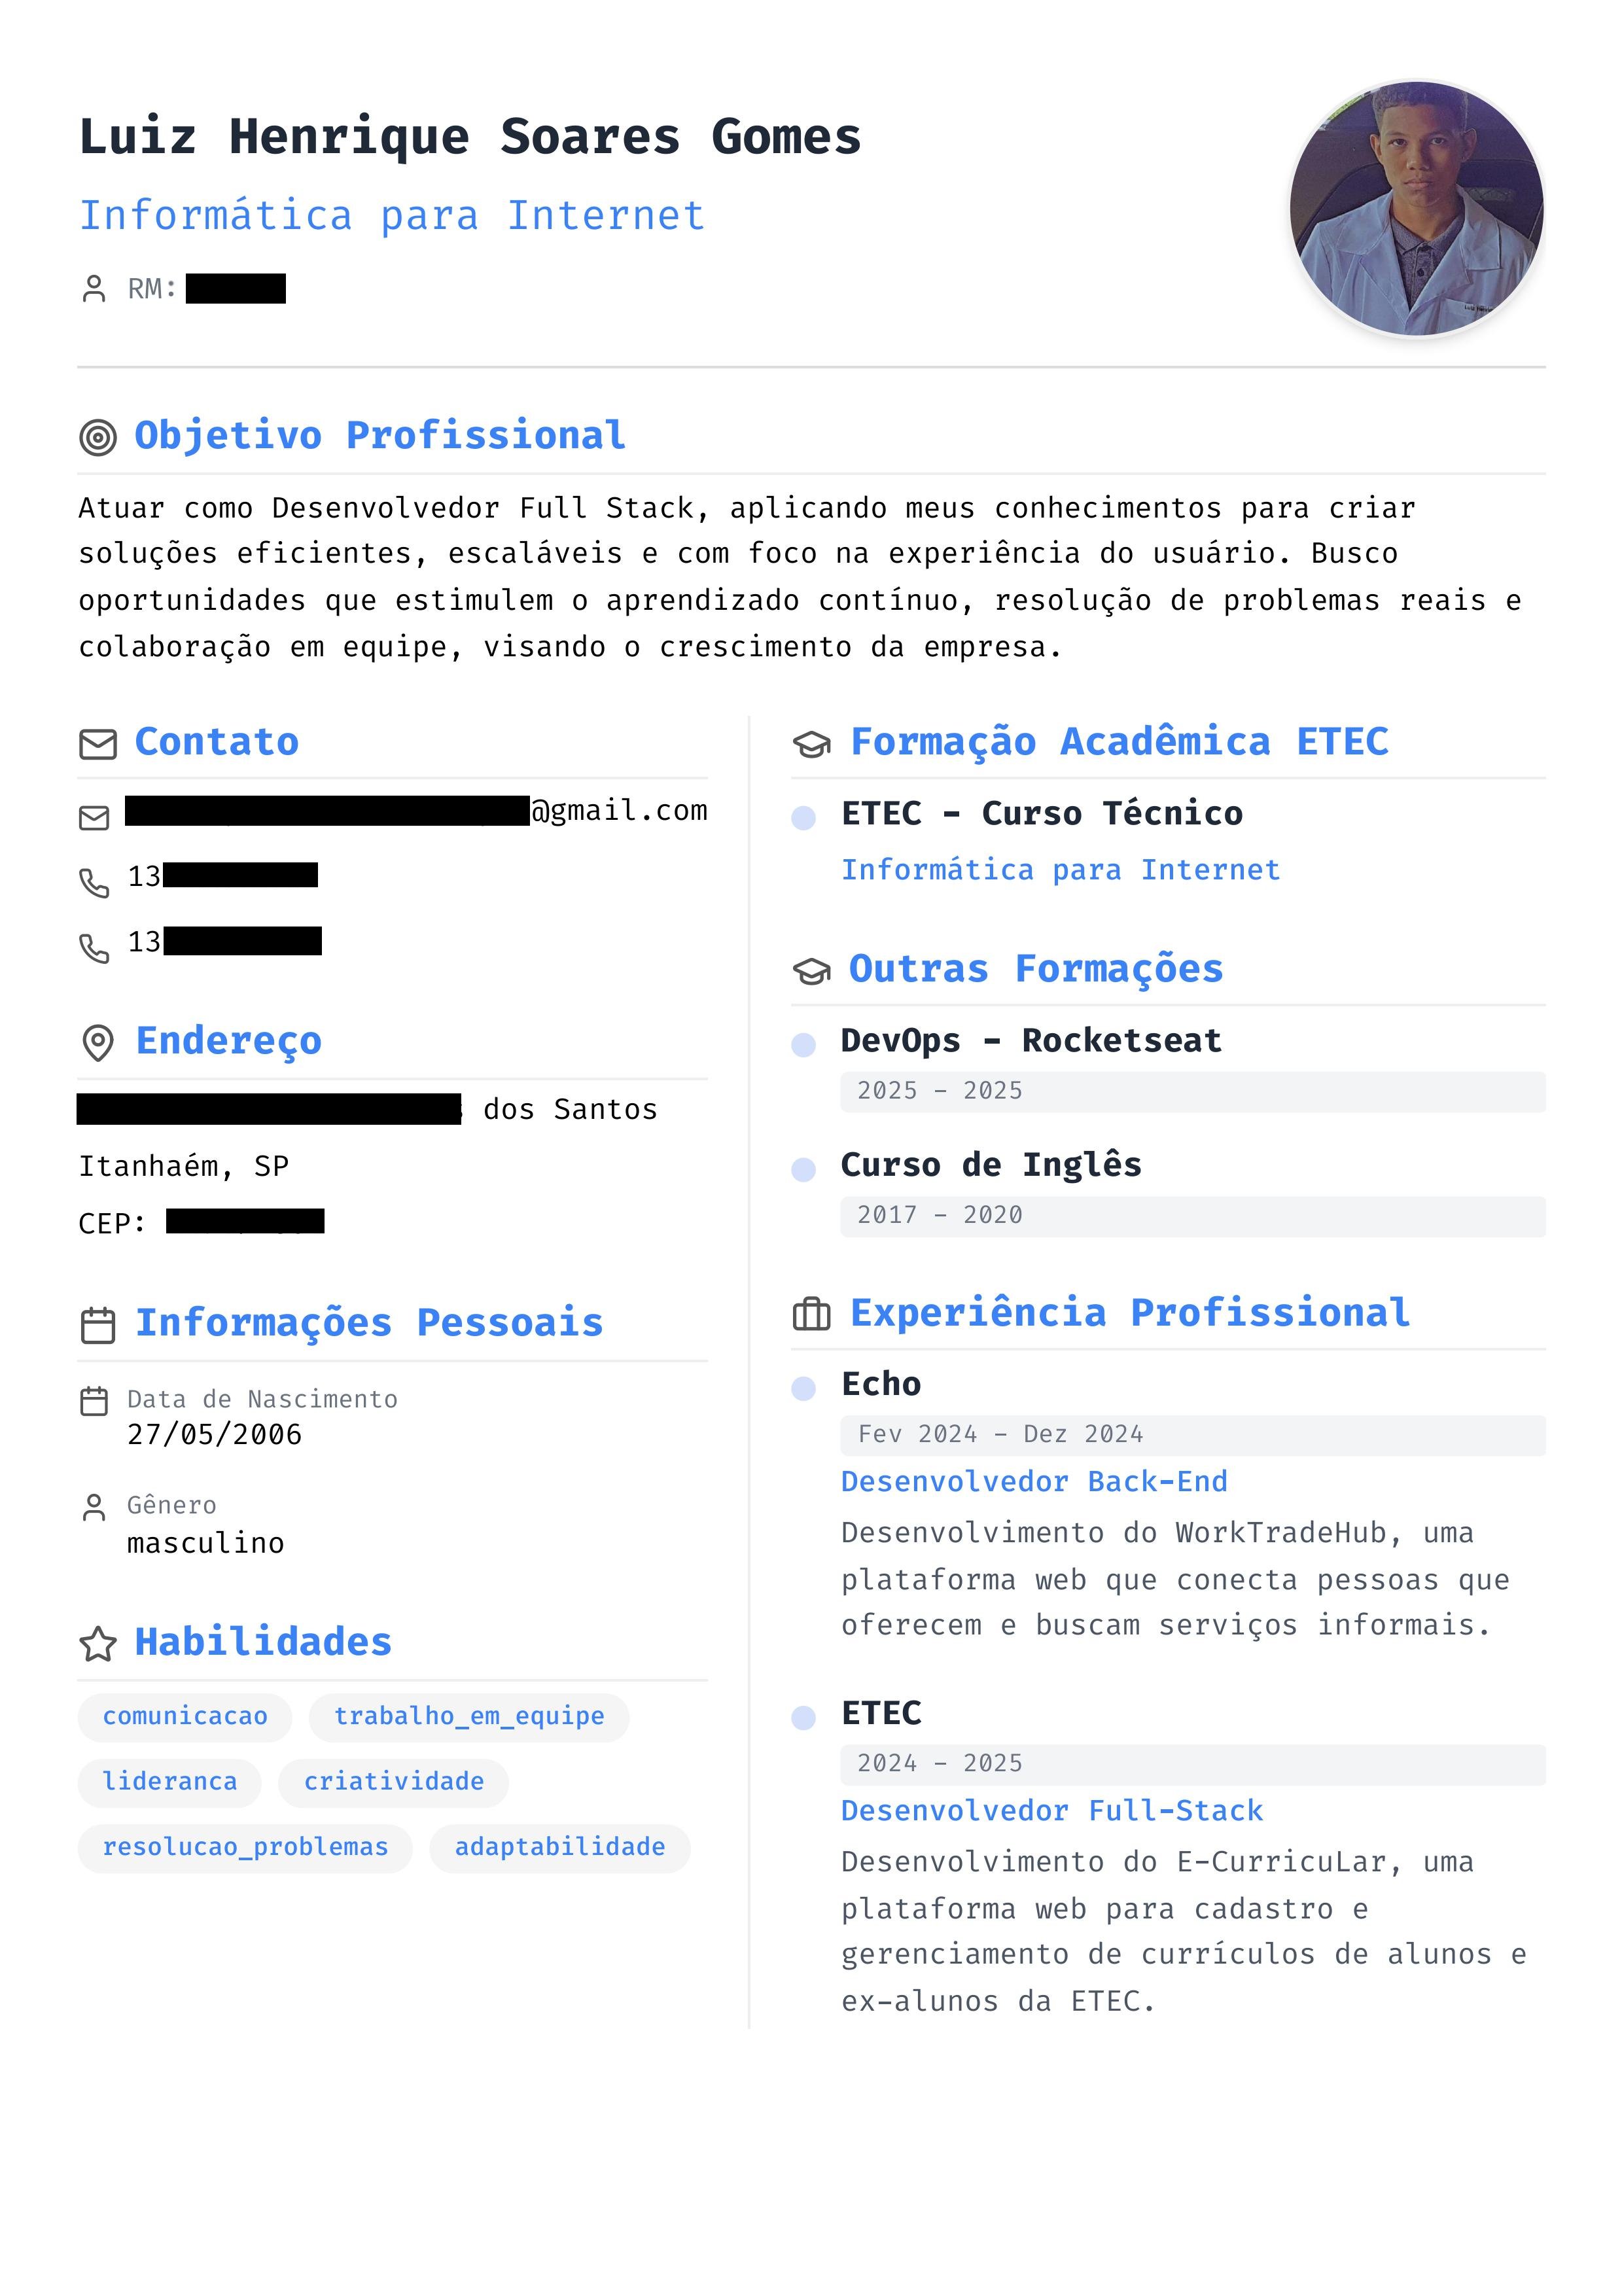 Luiz Henrique Soares Gomes
Informática para Internet
RM:
Objetivo Profissional
Atuar como Desenvolvedor Full Stack, aplicando meus conhecimentos para criar
soluções eficientes, escaláveis e com foco na experiência do usuário. Busco
oportunidades que estimulem o aprendizado contínuo, resolução de problemas reais e
colaboração em equipe, visando o crescimento da empresa.
Contato
@gmail.com
13
13
Endereço
dos Santos
Itanhaém, SP
CEP:
Informações Pessoais
Data de Nascimento
27/05/2006
Gênero
masculino
Habilidades
comunicacao trabalho_em_equipe
lideranca criatividade
resolucao_problemas adaptabilidade
Formação Acadêmica ETEC
ETEC - Curso Técnico
Informática para Internet
Outras Formações
DevOps - Rocketseat
2025 - 2025
Curso de Inglês
2017 - 2020
Experiência Profissional
Echo
Fev 2024 - Dez 2024
Desenvolvedor Back-End
Desenvolvimento do WorkTradeHub, uma
plataforma web que conecta pessoas que
oferecem e buscam serviços informais.
ETEC
2024 - 2025
Desenvolvedor Full-Stack
Desenvolvimento do E-CurricuLar, uma
plataforma web para cadastro e
gerenciamento de currículos de alunos e
ex-alunos da ETEC.